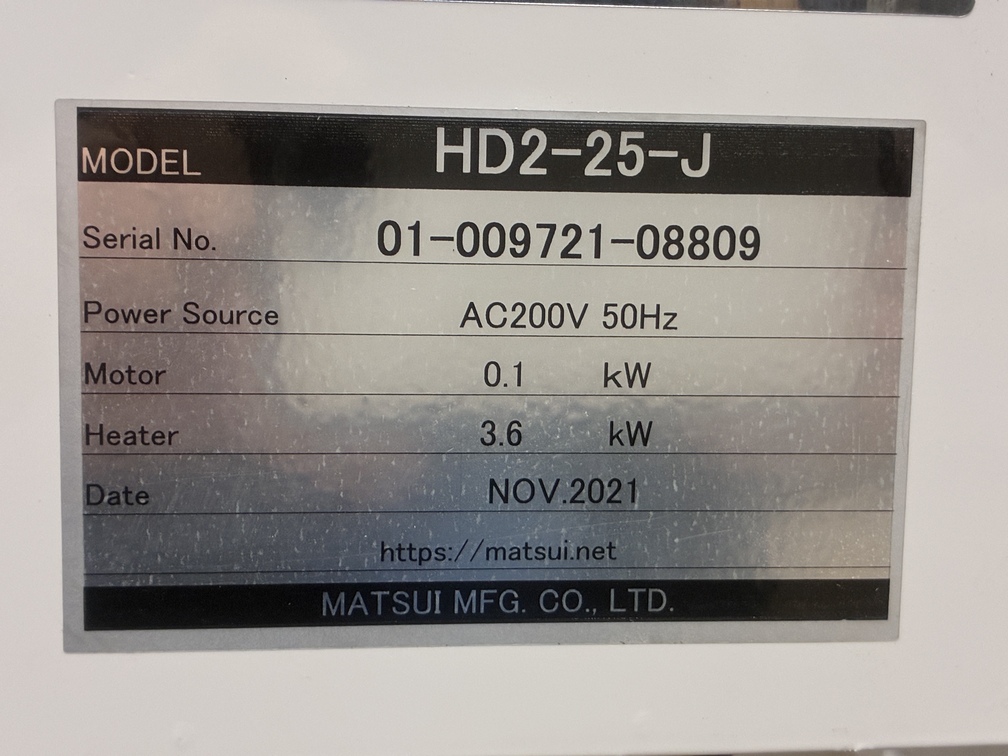 MODEL HD2-25-J
Serial No. 01-009721-08809
Power Source AC200V 50Hz
Motor 0.1 kW
Heater 3.6 kW
Date NOV.2021
https://matsui.net
MATSUI MFG. CO., LTD.